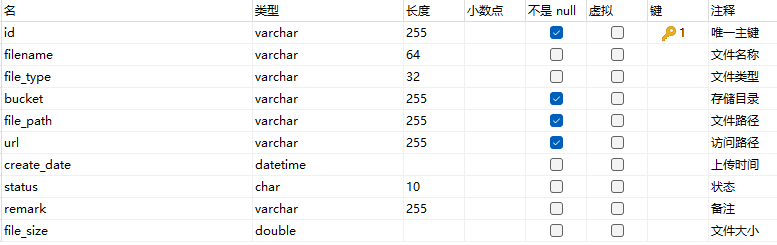 名 类型 长度 小数点 不是 null 虚拟 键 注释
id varchar 255 1 唯一主键
filename varchar 64 文件名称
file_type varchar 32 文件类型
bucket varchar 255 存储目录
file_path varchar 255 文件路径
url varchar 255 访问路径
create_date datetime 上传时间
status char 10 状态
remark varchar 255 备注
file_size double 文件大小